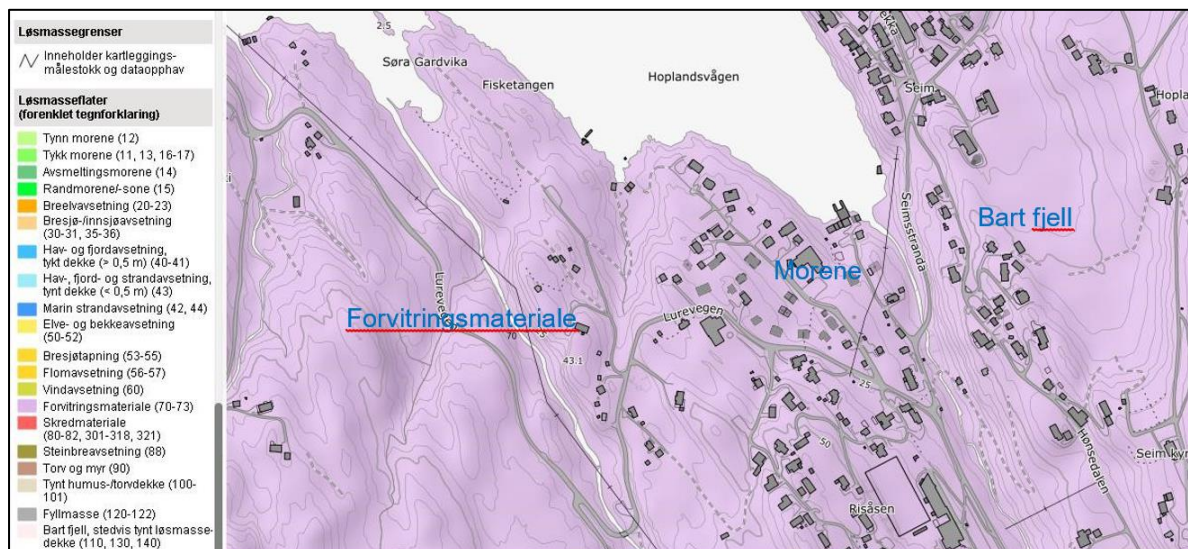 Løsmassegrenser
Inneholder kartleggings-
målestokk og dataopphav
Løsmasseflater
(forenklet tegnforklaring)
Tynn morene (12)
Tykk morene (11, 13, 16-17)
Avsmeltingsmorene (14)
Randmorene/-sone (15)
Breelvavsetning (20-23)
Bresjø-/innsjøavsetning
(30-31, 35-36)
Hav- og fjordavsetning,
tykt dekke (> 0,5 m) (40-41)
Hav-, fjord- og strandavsetning,
tynt dekke (< 0,5 m) (43)
Marin strandavsetning (42, 44)
Elve- og bekkeavsetning
(50-52)
Bresjøtapning (53-55)
Flomavsetning (56-57)
Vindavsetning (60)
Forvitringsmateriale (70-73)
Skredmateriale
(80-82, 301-318, 321)
Steinbreavsetning (88)
Torv og myr (90)
Tynt humus-/torvdekke (100-
101)
Fyllmasse (120-122)
Bart fjell, stedvis tynt løsmasse-
dekke (110, 130, 140)
2.5
Søra Gardvika
Fisketangen
Hoplandsvågen
Seim
Hopla
Seimsstranda
Bart fjell
Morene
Forvitringsmateriale
Lurevegen
70
43.1
25
50
Hønsedalen
Seim kyr
Risåsen